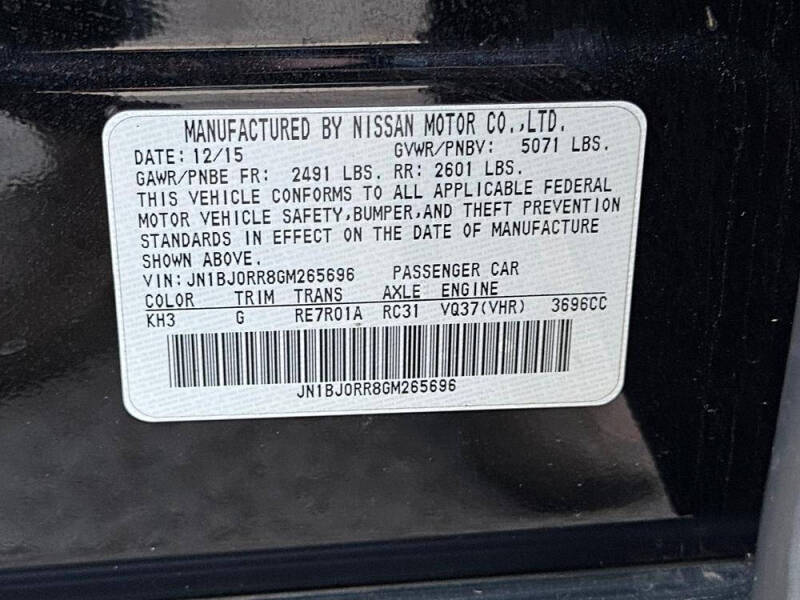 MANUFACTURED BY NISSAN MOTOR CO.,LTD.
DATE: 12/15 GVWR/PNBV: 5071 LBS.
GAWR/PNBE FR: 2491 LBS. RR: 2601 LBS.
THIS VEHICLE CONFORMS TO ALL APPLICABLE FEDERAL
MOTOR VEHICLE SAFETY,BUMPER,AND THEFT PREVENTION
STANDARDS IN EFFECT ON THE DATE OF MANUFACTURE
SHOWN ABOVE.
VIN:JN1BJ0RR8GM265696 PASSENGER CAR
COLOR TRIM TRANS AXLE ENGINE
KH3 G RE7R01A RC31 VQ37(VHR) 3696CC
JN1BJ0RR8GM265696